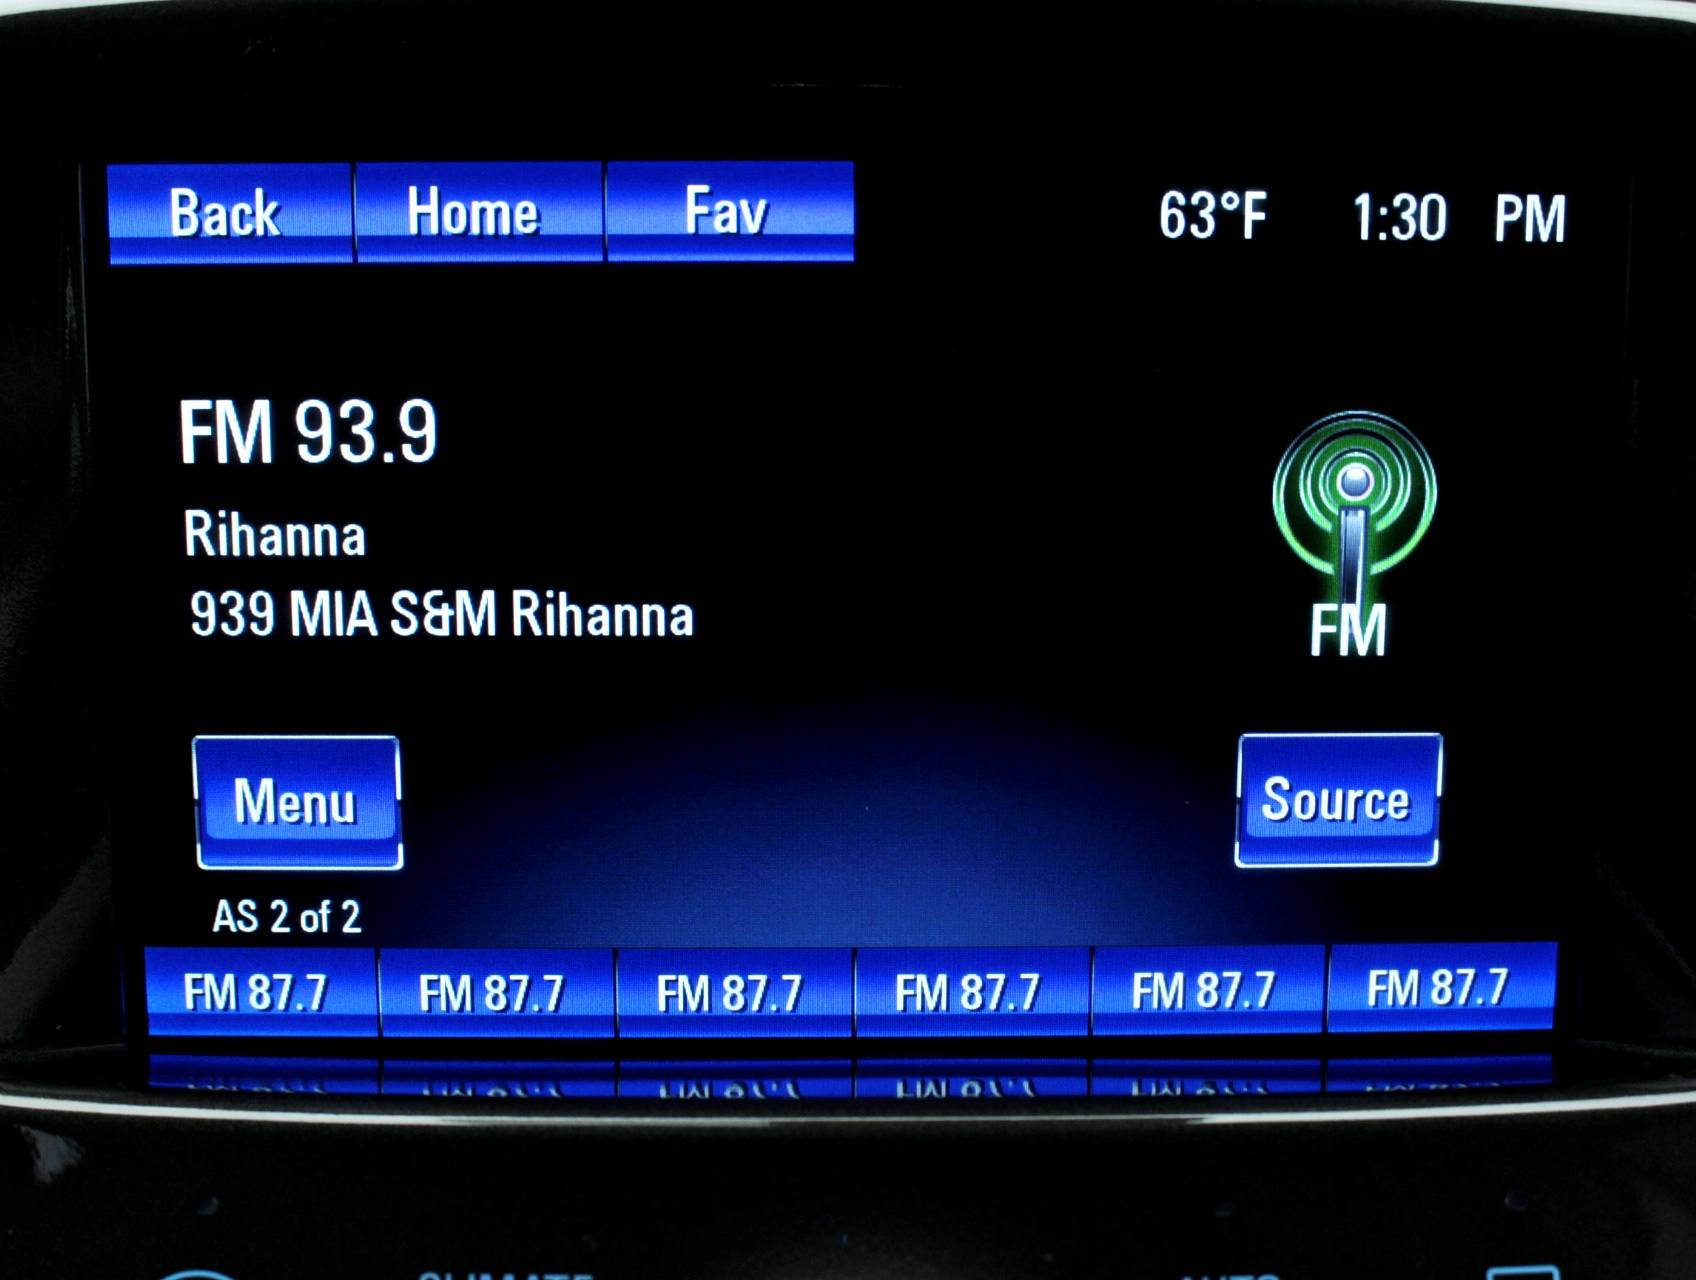 Back Home Fav 63°F 1:30 PM
FM 93.9
Rihanna
939 MIA S&M Rihanna
FM
Menu Source
AS 2 of 2
FM 87.7 FM 87.7 FM 87.7 FM 87.7 FM 87.7 FM 87.7
CLIMATE AUTO